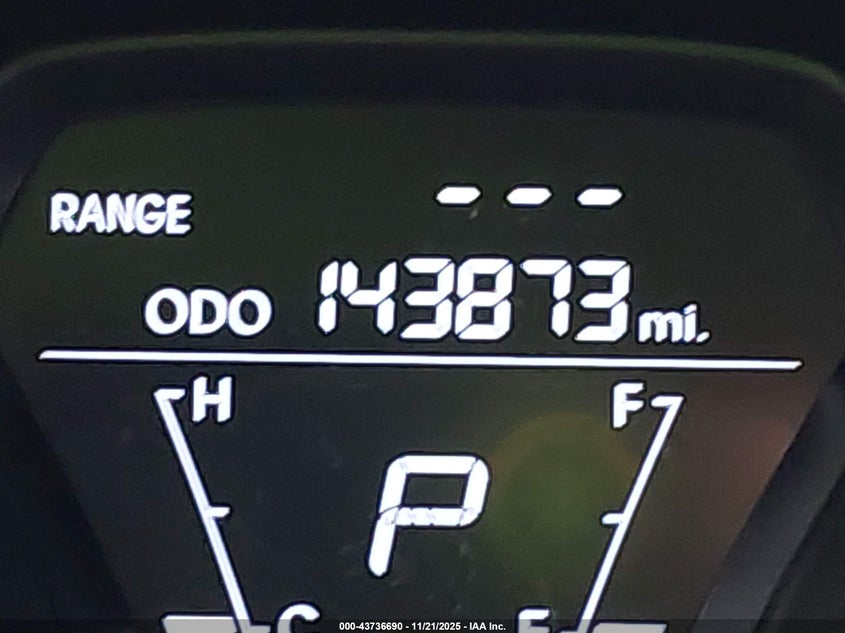 RANGE - - -
ODO 143873 mi.
H F
P
C E
000-43736690 - 11/21/2025 - IAA Inc.